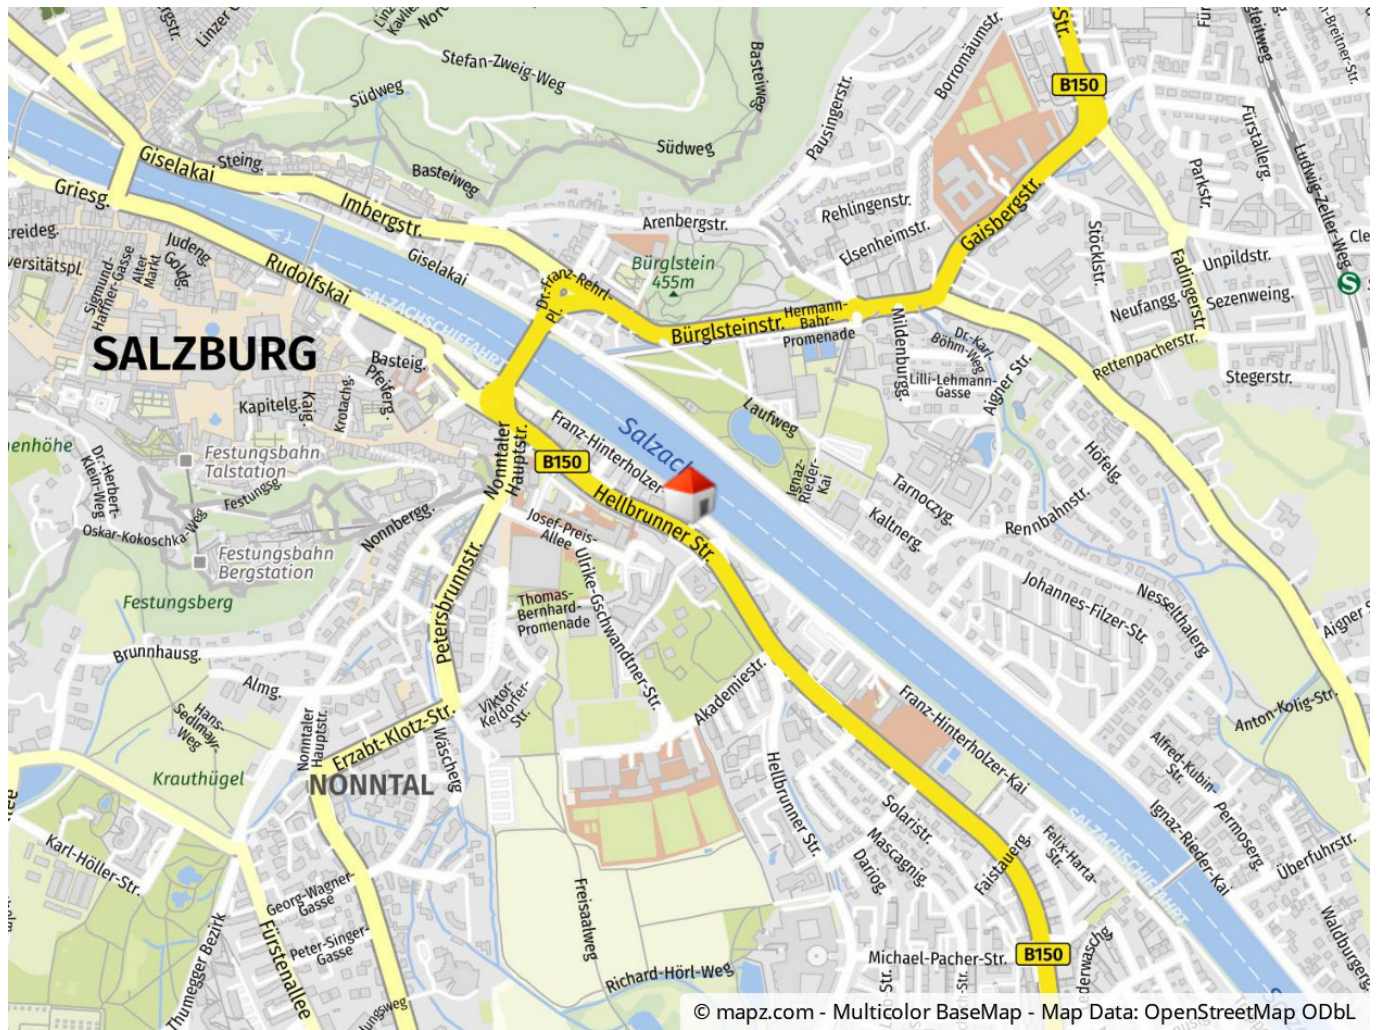 Linzer G
Stefan-Zweig-Weg
Südweg
Basteiweg
Pausingerstr.
Borromäumstr.
B150
Fürstallerg.
Ludwig-Zeller-Weg
Parkstr.
Giselakai
Steing.
Basteiweg
Südweg
Griesg.
Imbergstr.
Arenbergstr.
Rehlingenstr.
Elsenheimstr.
Gaisbergstr.
Stöcklstr.
Fadingerstr.
Unpildstr.
Neufangg.
Sezenweing.
S
Judeng.
Goldg.
Alter
Markt
Sigmund-
Haffner-Gasse
Rudolfskai
Giselakai
Dr.-Franz-Rehrl-
Pl.
Bürglstein
455m
Bürglsteinstr.
Hermann-
Bahr-
Promenade
Mildenburgg.
Dr.-Karl-
Böhm-Weg
Lilli-Lehmann-
Gasse
Aigner Str.
Rettenpacherstr.
Stegerstr.
SALZACHSCHIFFAHRT
SALZBURG
Basteig.
Pfeiferg.
Kapitelg.
Kaig.
Krotachg.
Laufweg
Salzach
Franz-Hinterholzer-
B150
Nonntaler
Hauptstr.
Festungsbahn
Talstation
Dr.-Herbert-
Klein-Weg
Festungsg.
Oskar-Kokoschka-Weg
Festungsbahn
Bergstation
Festungsberg
Nonnbergg.
Hellbrunner Str.
Ignaz-
Rieder-
Kai
Höfelg.
Tarnoczyg.
Kaltnerg.
Rennbahnstr.
Josef-Preis-
Allee
Ulrike-Gschwandtner-Str.
Thomas-
Bernhard-
Promenade
Petersbrunnstr.
Johannes-Filzer-Str.
Nesselthalerg.
Brunnhausg.
Almg.
Hans-
Sedlmayr-
Weg
Nonntaler
Hauptstr.
Erzabt-Klotz-Str.
Viktor-
Keldorfer-
Str.
Wäscherg.
Akademiestr.
Krauthügel
NONNTAL
Franz-Hinterholzer-Kai
Hellbrunner Str.
Anton-Kolig-Str.
Alfred-Kubin-
Str.
Permoserg.
Ignaz-Rieder-Kai
Überfuhrstr.
SALZACHSCHIFFAHRT
Karl-Höller-Str.
Solaristr.
Mascagnig.
Dariog.
Faistauerg.
Felix-Harta-
Str.
Georg-Wagner-
Gasse
Peter-Singer-
Gasse
Fürstenallee
Thumegger Bezirk
Freisaalweg
Richard-Hörl-Weg
Michael-Pacher-Str.
B150
Waldburgerg.
© mapz.com - Multicolor BaseMap - Map Data: OpenStreetMap ODbL